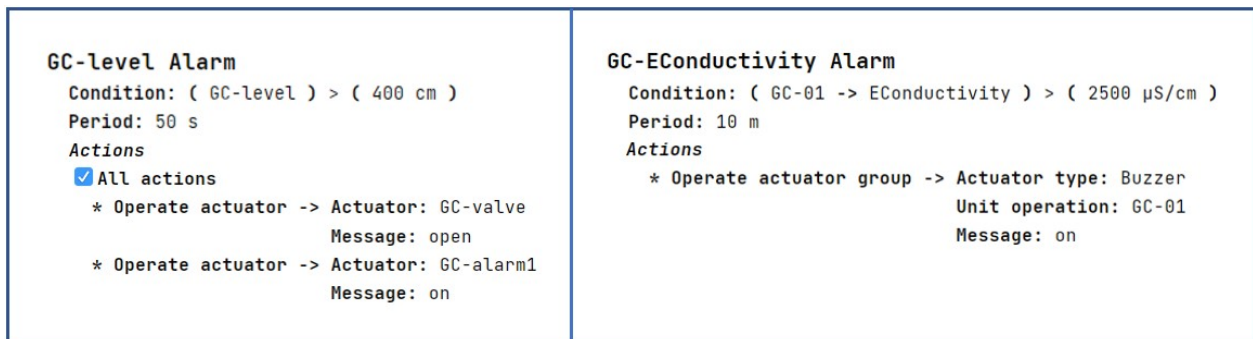 GC-level Alarm
Condition: ( GC-level ) > ( 400 cm )
Period: 50 s
Actions
All actions
* Operate actuator -> Actuator: GC-valve
Message: open
* Operate actuator -> Actuator: GC-alarm1
Message: on
GC-EConductivity Alarm
Condition: ( GC-01 -> EConductivity ) > ( 2500 µS/cm )
Period: 10 m
Actions
* Operate actuator group -> Actuator type: Buzzer
Unit operation: GC-01
Message: on